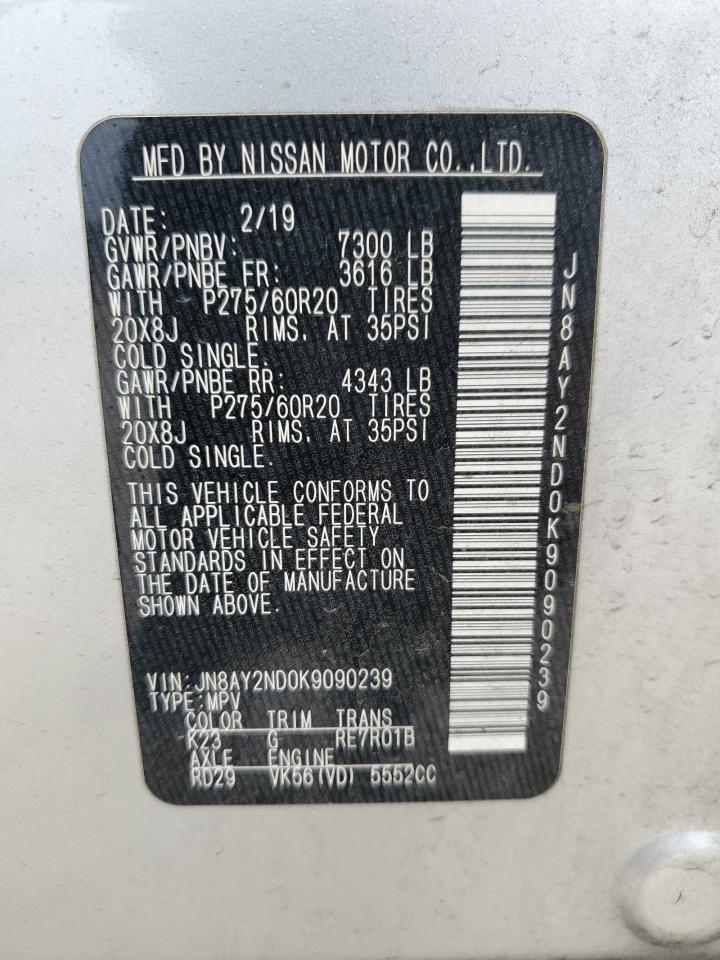 MFD BY NISSAN MOTOR CO.,LTD.
DATE: 2/19
GVWR/PNBV: 7300 LB
GAWR/PNBE FR: 3616 LB
WITH P275/60R20 TIRES
20X8J RIMS, AT 35PSI
COLD SINGLE.
GAWR/PNBE RR: 4343 LB
WITH P275/60R20 TIRES
20X8J RIMS, AT 35PSI
COLD SINGLE.
THIS VEHICLE CONFORMS TO
ALL APPLICABLE FEDERAL
MOTOR VEHICLE SAFETY
STANDARDS IN EFFECT ON
THE DATE OF MANUFACTURE
SHOWN ABOVE.
VIN:JN8AY2ND0K9090239
TYPE:MPV
COLOR TRIM TRANS
K23 G RE7R01B
AXLE ENGINE
RD29 VK56(VD) 5552CC
JN8AY2ND0K9090239